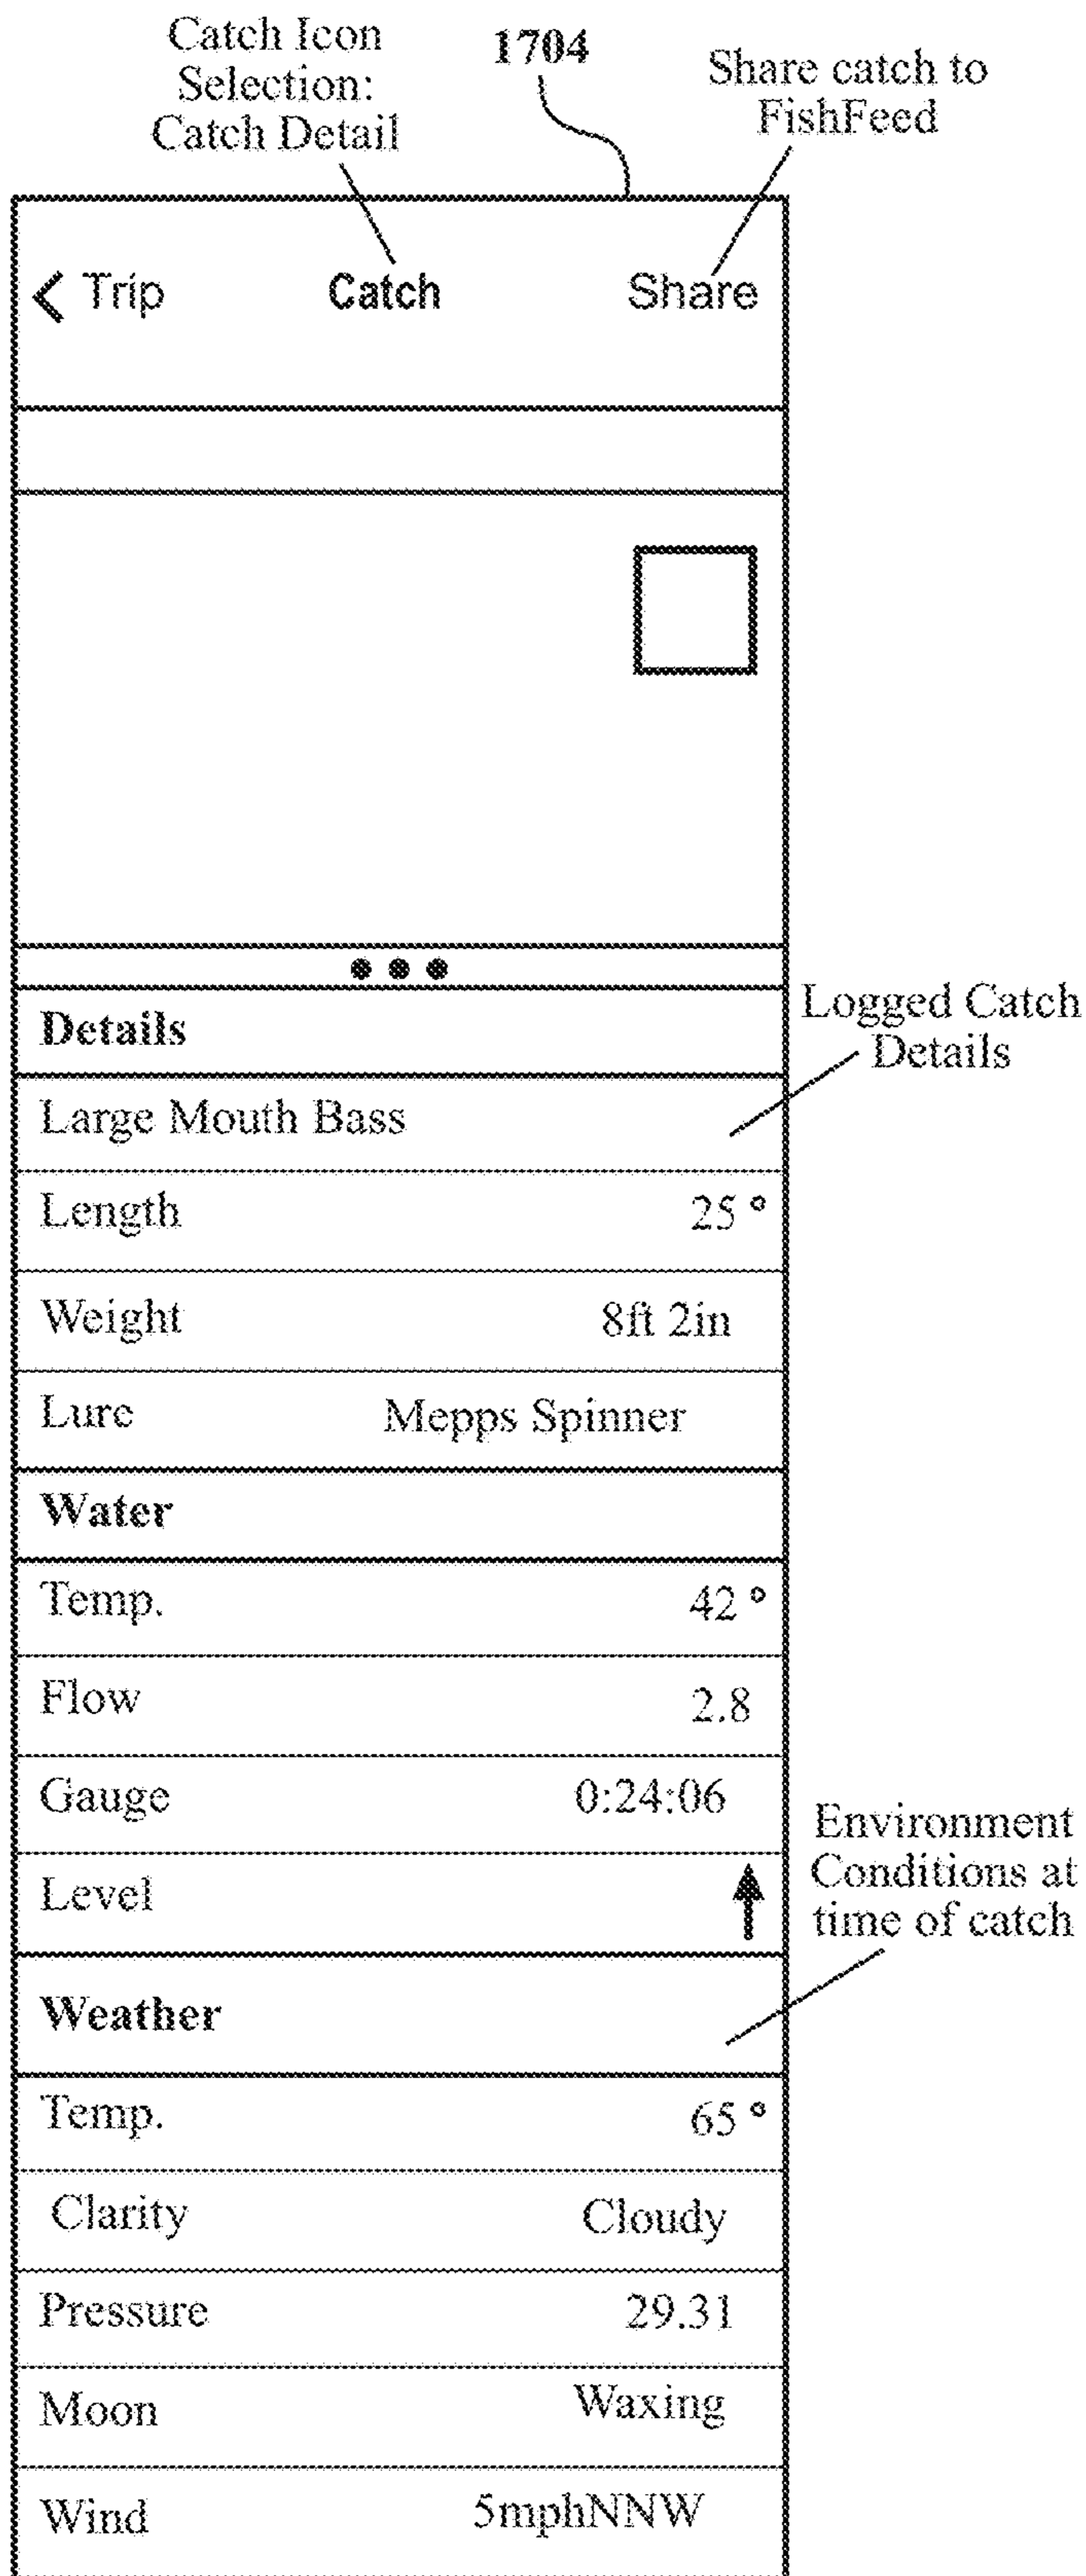 Catch Icon
Selection:
Catch Detail
1704
Share catch to
FishFeed
Trip Catch Share
Details
Logged Catch
Details
Large Mouth Bass
Length 25 °
Weight 8ft 2in
Lure Mepps Spinner
Water
Temp. 42 °
Flow 2.8
Gauge 0:24:06
Level
Environment
Conditions at
time of catch
Weather
Temp. 65 °
Clarity Cloudy
Pressure 29.31
Moon Waxing
Wind 5mphNNW